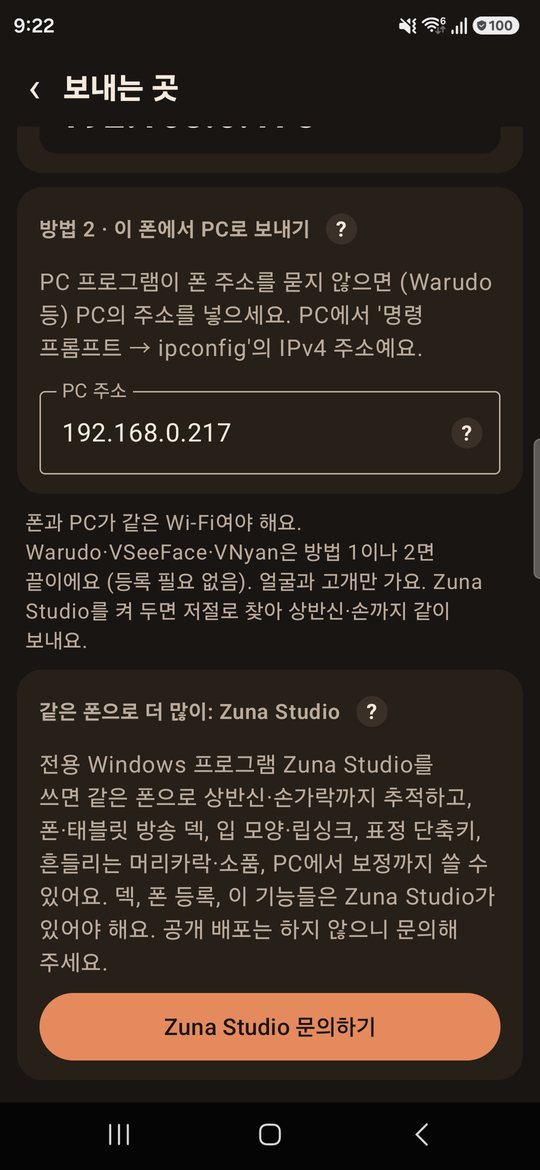 9:22
6
100
보내는 곳
방법 2 · 이 폰에서 PC로 보내기 ?
PC 프로그램이 폰 주소를 묻지 않으면 (Warudo
등) PC의 주소를 넣으세요. PC에서 '명령
프롬프트 → ipconfig'의 IPv4 주소예요.
PC 주소
192.168.0.217 ?
폰과 PC가 같은 Wi-Fi여야 해요.
Warudo·VSeeFace·VNyan은 방법 1이나 2면
끝이에요 (등록 필요 없음). 얼굴과 고개만 가요. Zuna
Studio를 켜 두면 저절로 찾아 상반신·손까지 같이
보내요.
같은 폰으로 더 많이: Zuna Studio ?
전용 Windows 프로그램 Zuna Studio를
쓰면 같은 폰으로 상반신·손가락까지 추적하고,
폰·태블릿 방송 덱, 입 모양·립싱크, 표정 단축키,
흔들리는 머리카락·소품, PC에서 보정까지 쓸 수
있어요. 덱, 폰 등록, 이 기능들은 Zuna Studio가
있어야 해요. 공개 배포는 하지 않으니 문의해
주세요.
Zuna Studio 문의하기